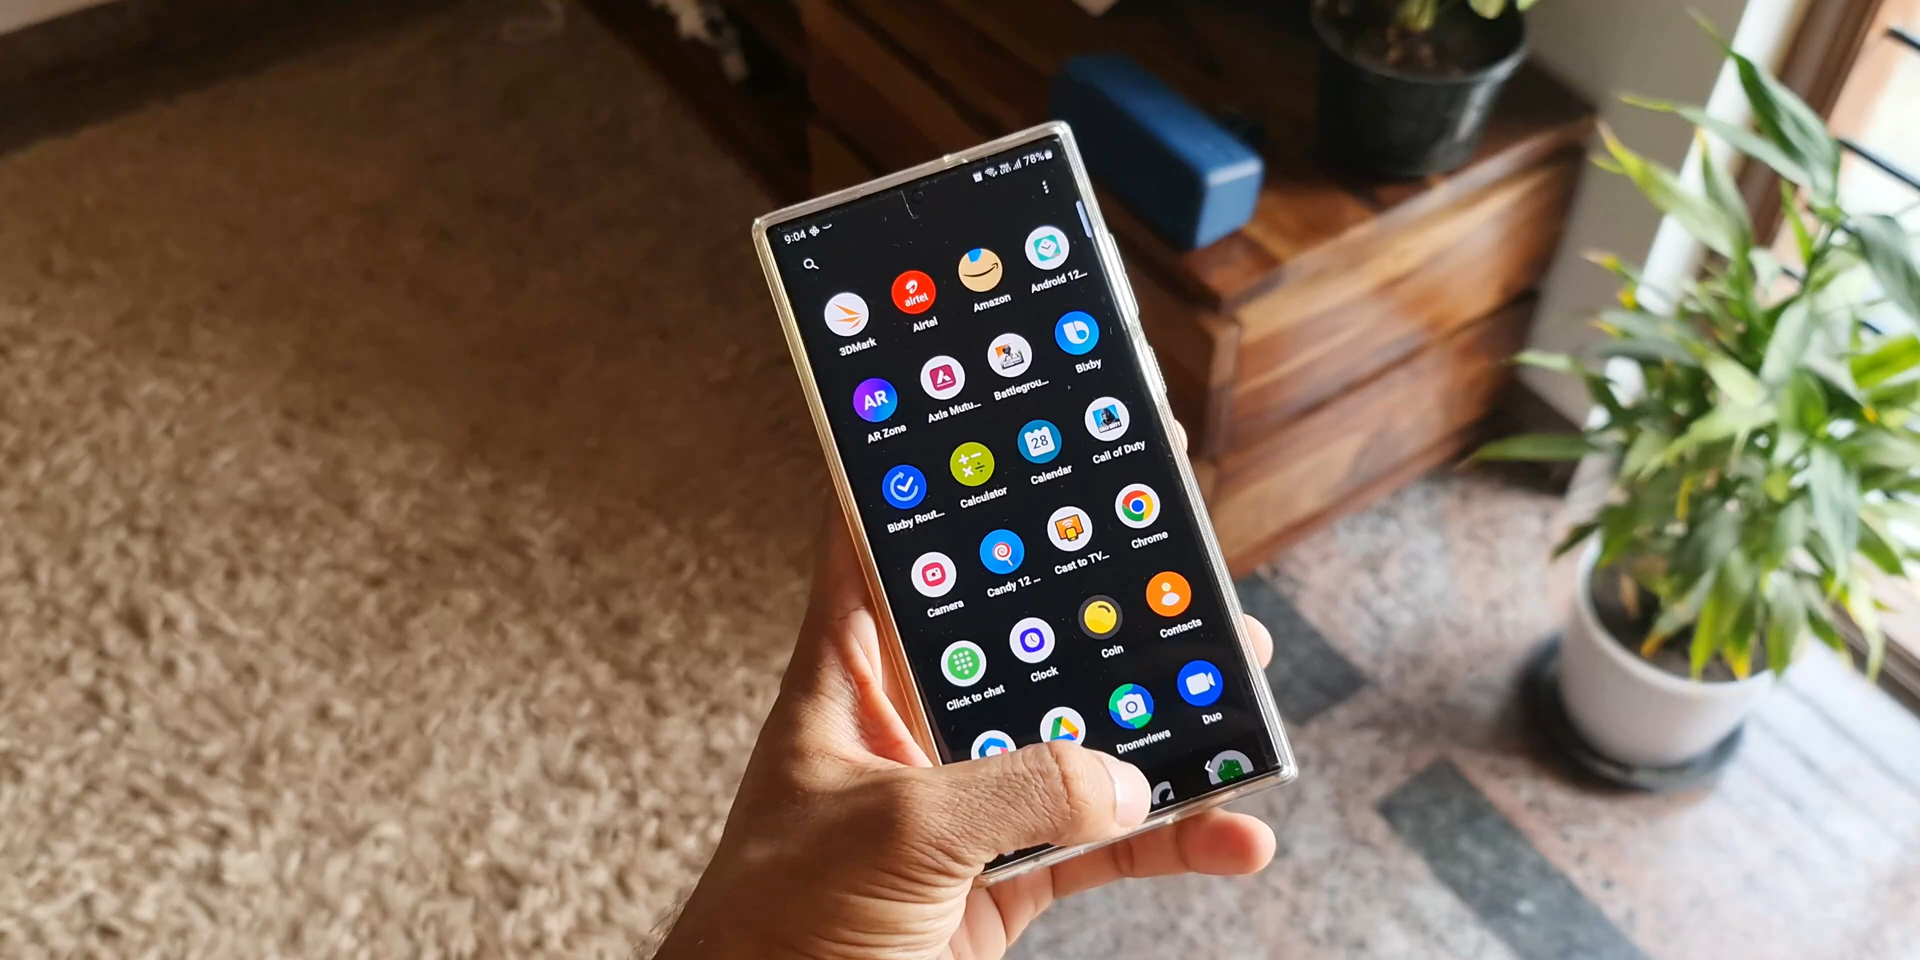 9:04
78%
3DMark
airtel
Airtel
Amazon
Android 12...
AR
AR Zone
Axis Mutu...
Battlegrou...
Bixby
Bixby Rout...
Calculator
28
Calendar
Call of Duty
Camera
Candy 12 ...
Cast to TV...
Chrome
Click to chat
Clock
Coin
Contacts
Droneviews
Duo